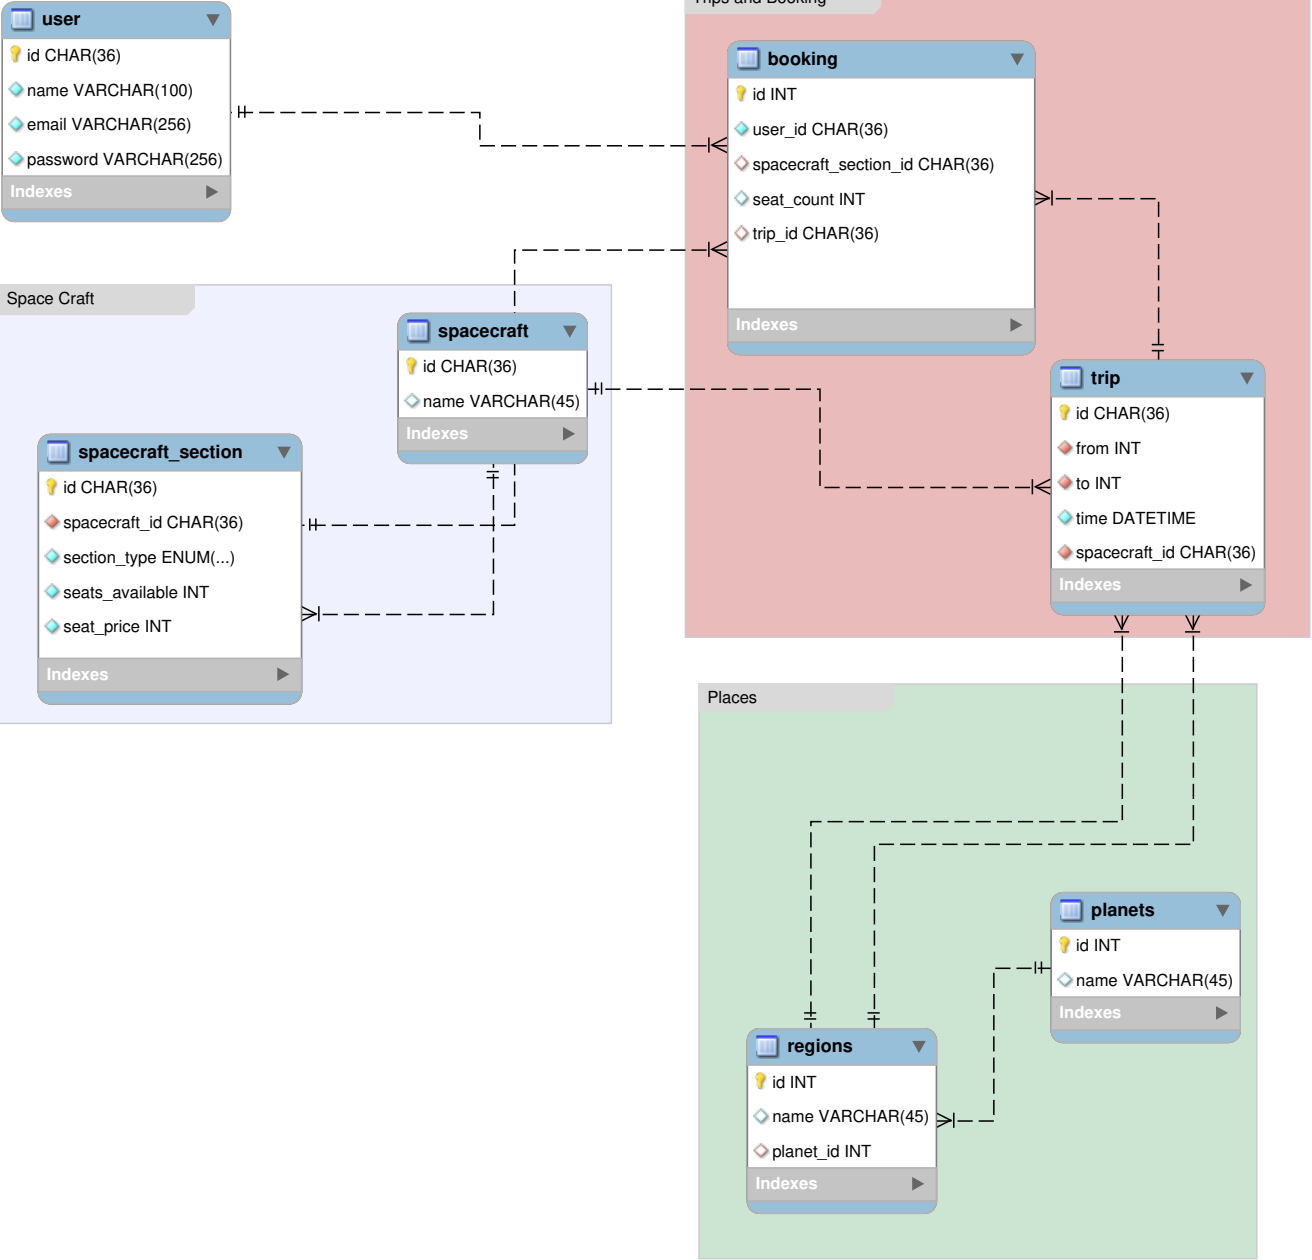 user
id CHAR(36)
name VARCHAR(100)
email VARCHAR(256)
password VARCHAR(256)
Indexes
Trips and Booking
booking
id INT
user_id CHAR(36)
spacecraft_section_id CHAR(36)
seat_count INT
trip_id CHAR(36)
Indexes
Space Craft
spacecraft
id CHAR(36)
name VARCHAR(45)
Indexes
spacecraft_section
id CHAR(36)
spacecraft_id CHAR(36)
section_type ENUM(...)
seats_available INT
seat_price INT
Indexes
trip
id CHAR(36)
from INT
to INT
time DATETIME
spacecraft_id CHAR(36)
Indexes
Places
planets
id INT
name VARCHAR(45)
Indexes
regions
id INT
name VARCHAR(45)
planet_id INT
Indexes